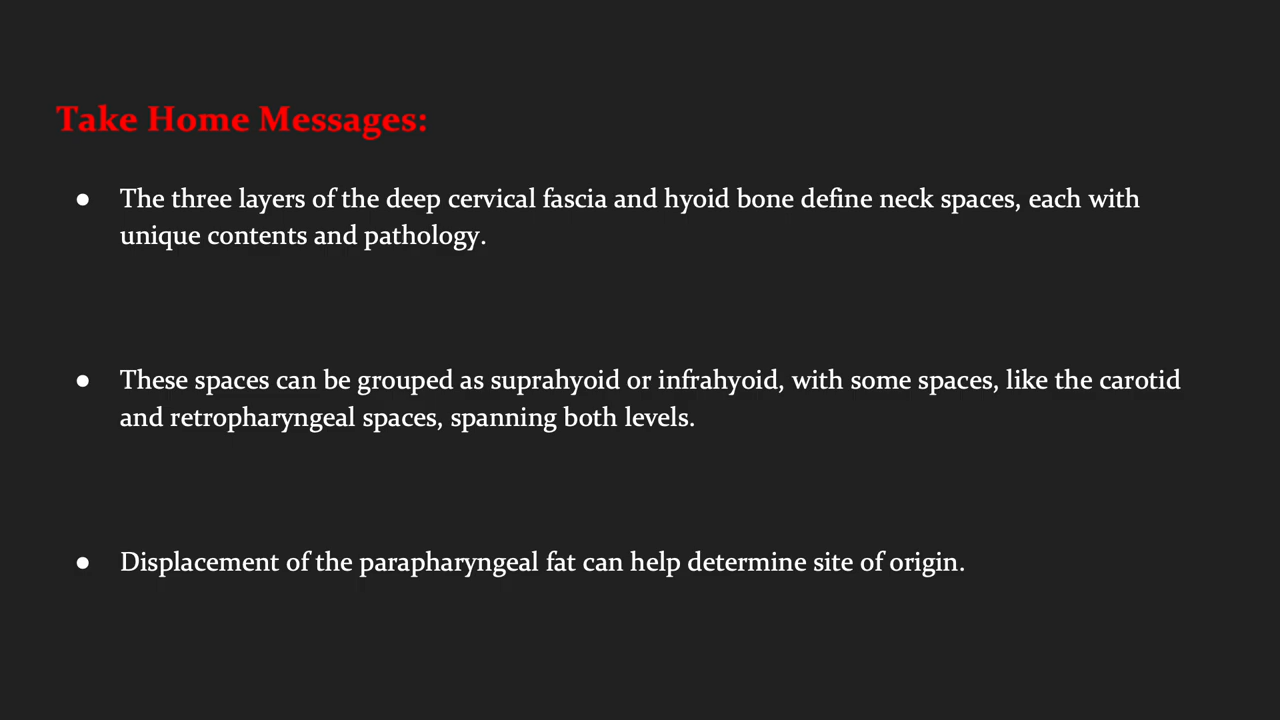 Take Home Messages:
● The three layers of the deep cervical fascia and hyoid bone define neck spaces, each with
unique contents and pathology.
● These spaces can be grouped as suprahyoid or infrahyoid, with some spaces, like the carotid
and retropharyngeal spaces, spanning both levels.
● Displacement of the parapharyngeal fat can help determine site of origin.